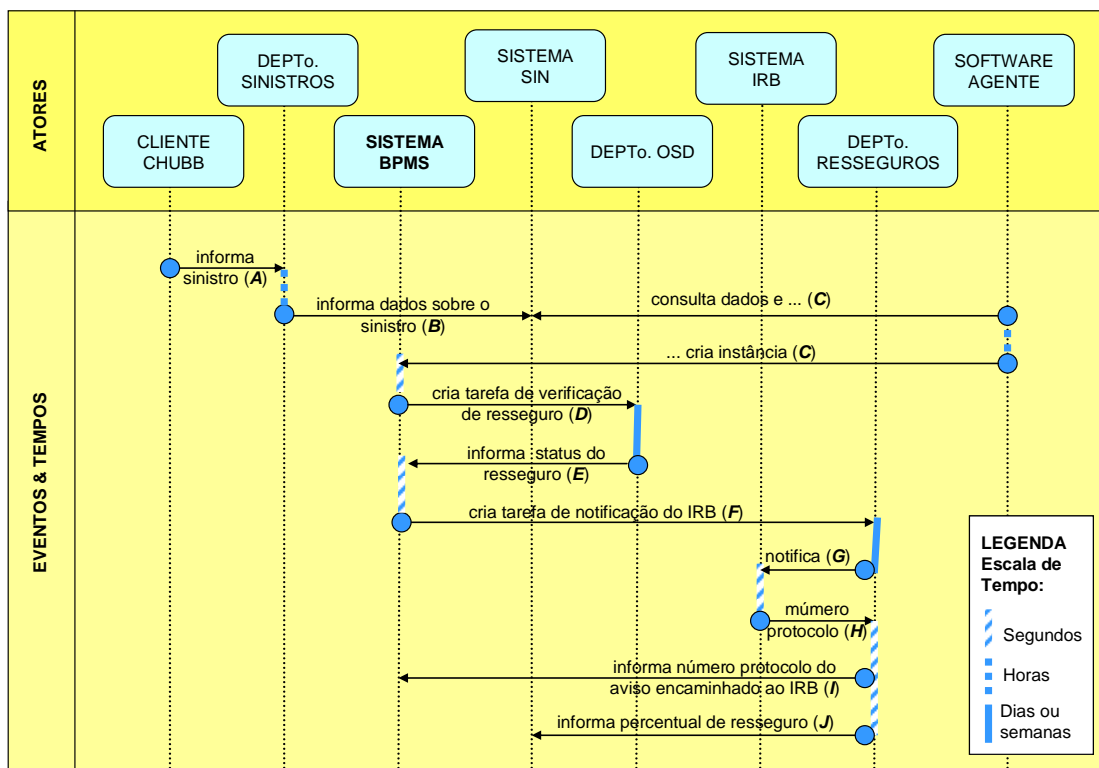 ATORES
DEPTo.
SINISTROS
SISTEMA
SIN
SISTEMA
IRB
SOFTWARE
AGENTE
CLIENTE
CHUBB
SISTEMA
BPMS
DEPTo. OSD
DEPTo.
RESSEGUROS
EVENTOS & TEMPOS
informa
sinistro (A)
informa dados sobre o
sinistro (B)
consulta dados e ... (C)
... cria instância (C)
cria tarefa de verificação
de resseguro (D)
informa status do
resseguro (E)
cria tarefa de notificação do IRB (F)
notifica (G)
múmero
protocolo (H)
informa número protocolo do
aviso encaminhado ao IRB (I)
informa percentual de resseguro (J)
LEGENDA
Escala de
Tempo:
Segundos
Horas
Dias ou
semanas